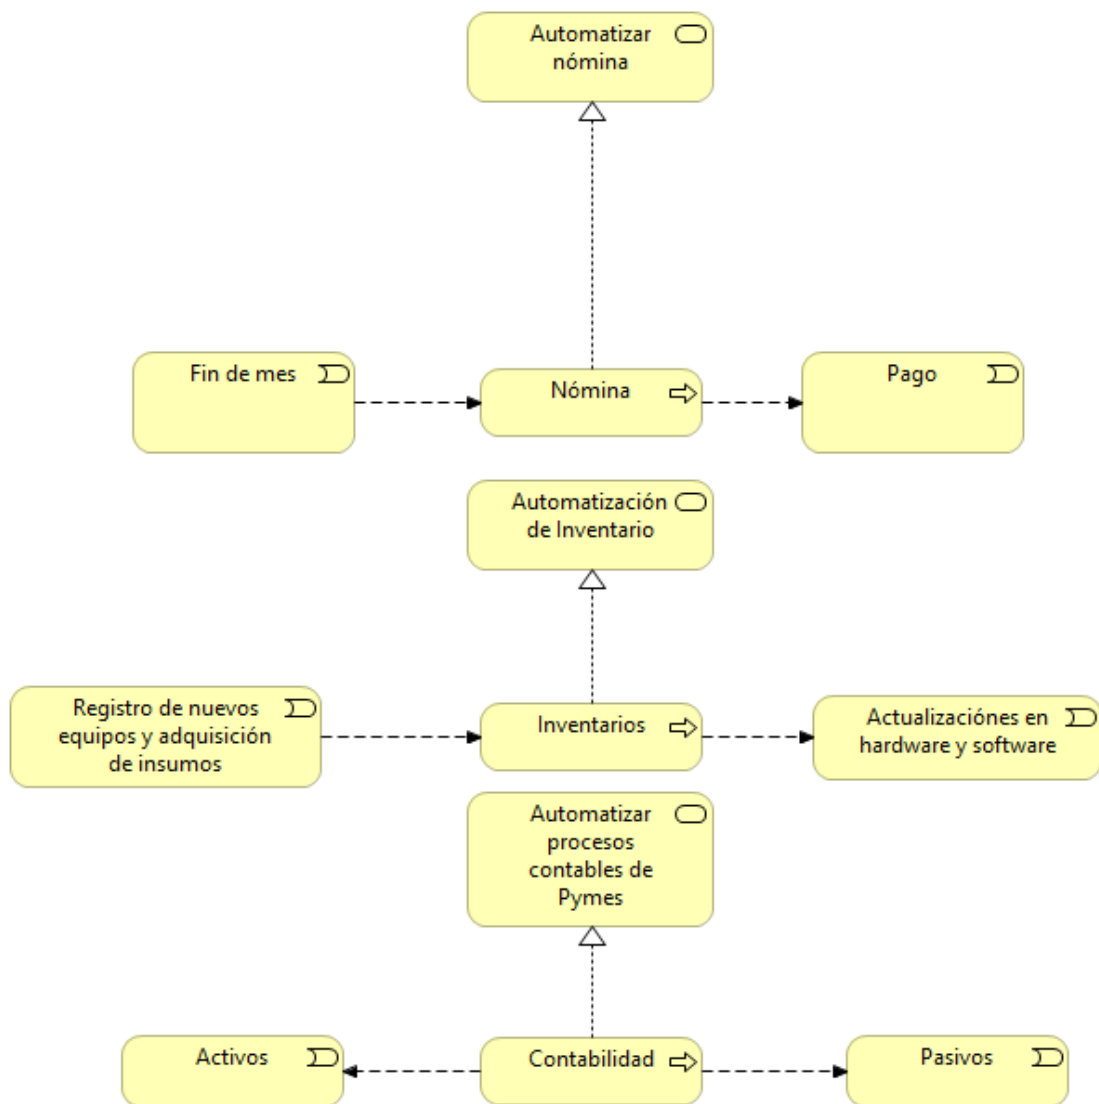 Automatizar
nómina
Fin de mes
Nómina
Pago
Automatización
de Inventario
Registro de nuevos
equipos y adquisición
de insumos
Inventarios
Actualizaciónes en
hardware y software
Automatizar
procesos
contables de
Pymes
Activos
Contabilidad
Pasivos